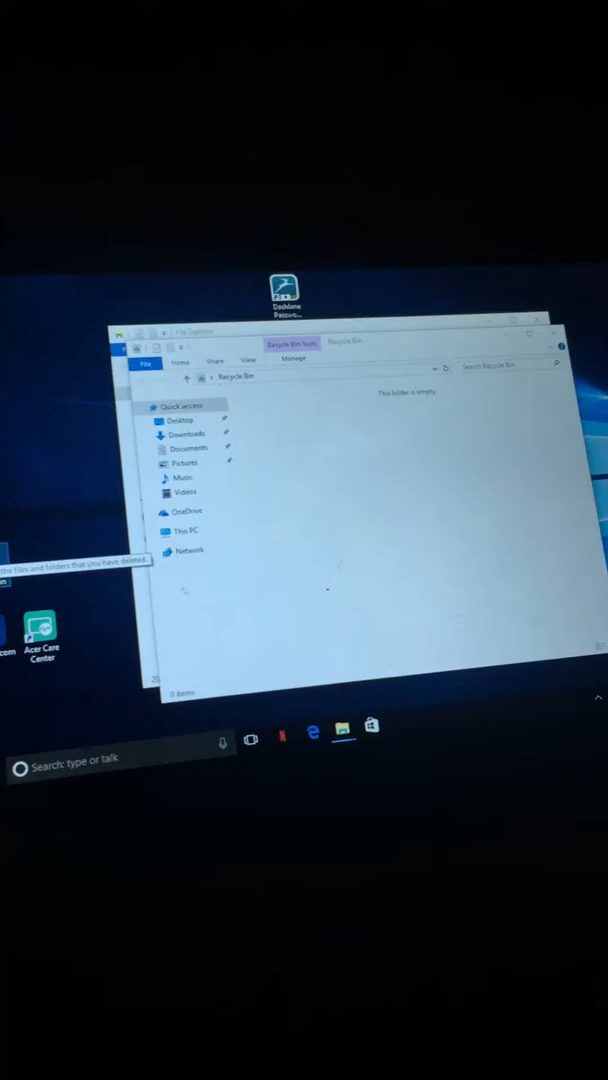 Dashlane
Passwo...
File Explorer
Recycle Bin Tools
Recycle Bin
File
Home
Share
View
Manage
Recycle Bin
Search Recycle Bin
This folder is empty.
Quick access
Desktop
Downloads
Documents
Pictures
Music
Videos
OneDrive
This PC
Network
the files and folders that you have deleted.
com
Acer Care
Center
0 items
Search: type or talk